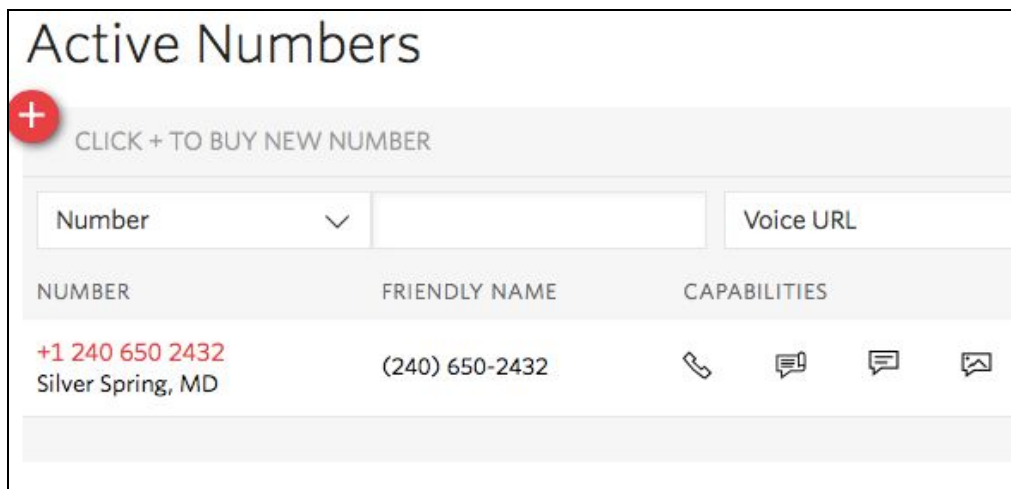 Active Numbers
+
CLICK + TO BUY NEW NUMBER
Number
Voice URL
NUMBER FRIENDLY NAME CAPABILITIES
+1 240 650 2432
Silver Spring, MD
(240) 650-2432